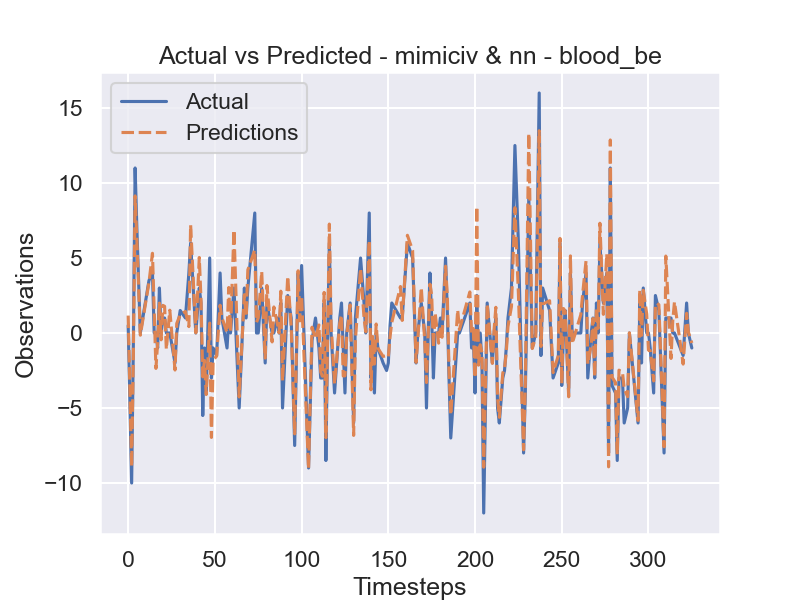 Actual vs Predicted - mimiciv & nn - blood_be
Actual
Predictions
15
10
5
0
−5
−10
Observations
0 50 100 150 200 250 300
Timesteps